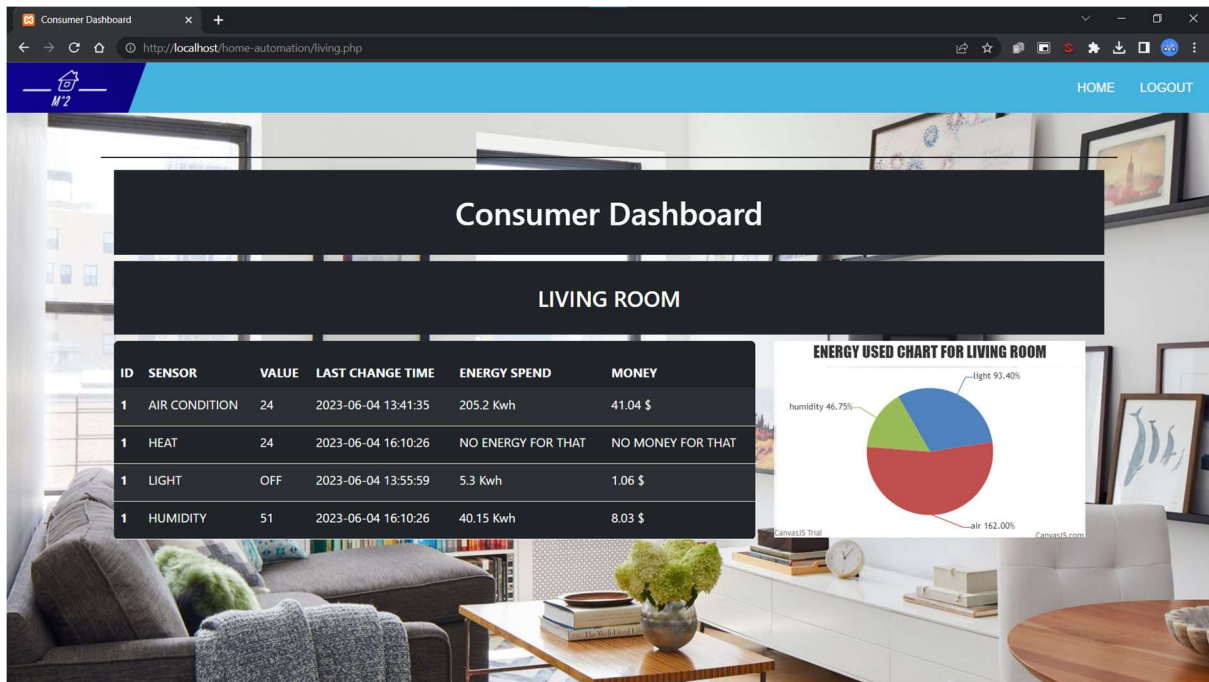 Consumer Dashboard
http://localhost/home-automation/living.php
M^2
HOME LOGOUT
Consumer Dashboard
LIVING ROOM
ID SENSOR VALUE LAST CHANGE TIME ENERGY SPEND MONEY
1 AIR CONDITION 24 2023-06-04 13:41:35 205.2 Kwh 41.04 $
1 HEAT 24 2023-06-04 16:10:26 NO ENERGY FOR THAT NO MONEY FOR THAT
1 LIGHT OFF 2023-06-04 13:55:59 5.3 Kwh 1.06 $
1 HUMIDITY 51 2023-06-04 16:10:26 40.15 Kwh 8.03 $
ENERGY USED CHART FOR LIVING ROOM
light 93.40%
humidity 46.75%
air 162.00%
CanvasJS Trial
CanvasJS.com